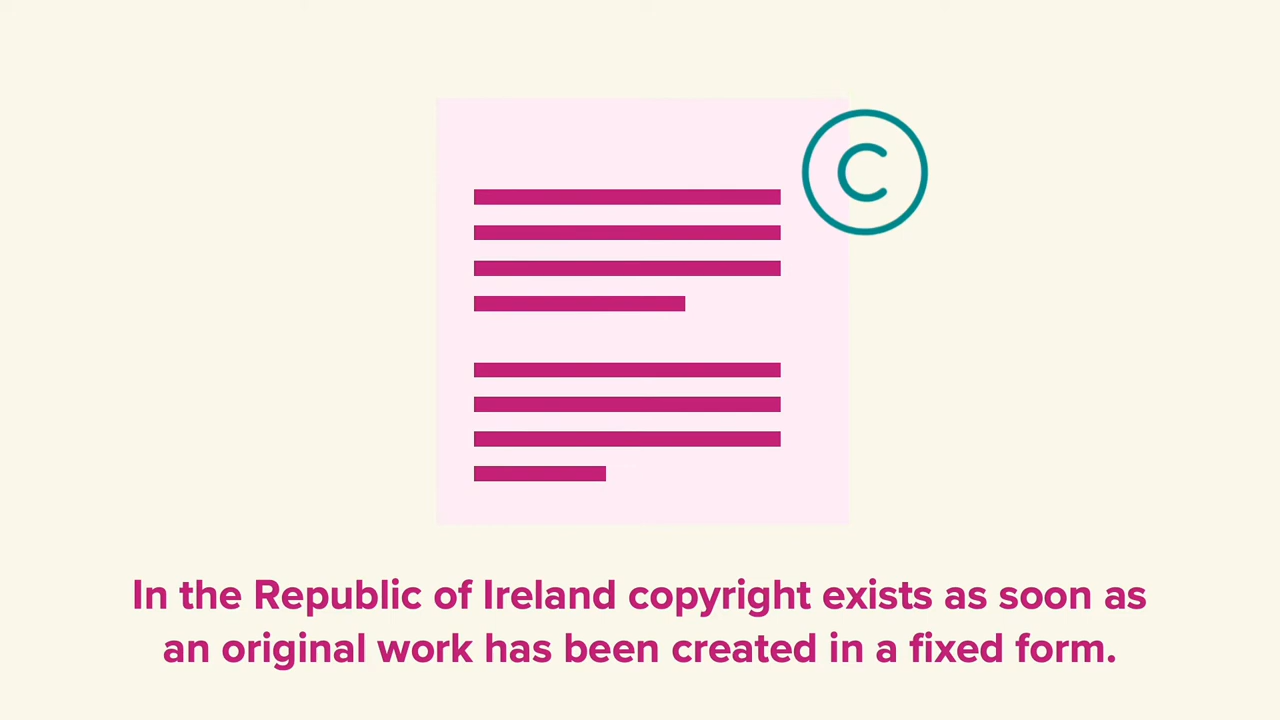 C
In the Republic of Ireland copyright exists as soon as
an original work has been created in a fixed form.